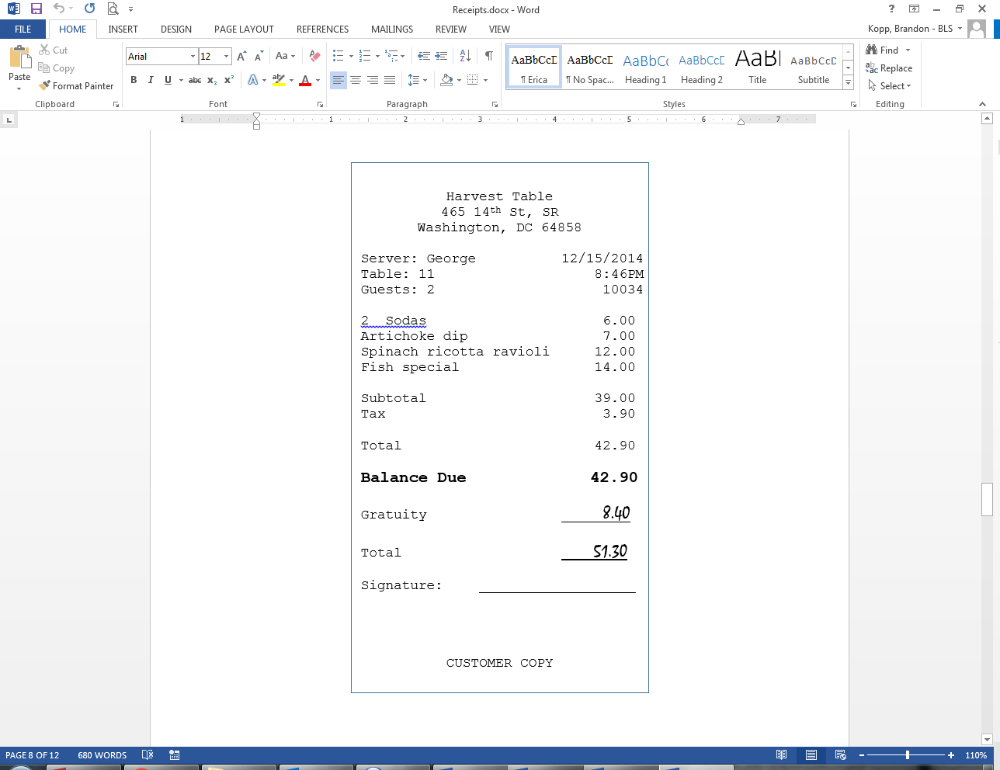 Receipts.docx - Word
FILE HOME INSERT DESIGN PAGE LAYOUT REFERENCES MAILINGS REVIEW VIEW Kopp, Brandon - BLS
Paste Cut Copy Format Painter
Clipboard
Arial 12
Font
Paragraph
AaBbCcD AaBbCcD AaBbCc AaBbCcD AaBl AaBbCcD
¶ Erica ¶ No Spac... Heading 1 Heading 2 Title Subtitle
Styles
Find
Replace
Select
Editing
1 1 2 3 4 5 6 7
Harvest Table
465 14th St, SR
Washington, DC 64858
Server: George 12/15/2014
Table: 11 8:46PM
Guests: 2 10034
2 Sodas 6.00
Artichoke dip 7.00
Spinach ricotta ravioli 12.00
Fish special 14.00
Subtotal 39.00
Tax 3.90
Total 42.90
Balance Due 42.90
Gratuity 8.40
Total 51.30
Signature:
CUSTOMER COPY
PAGE 8 OF 12 680 WORDS 110%